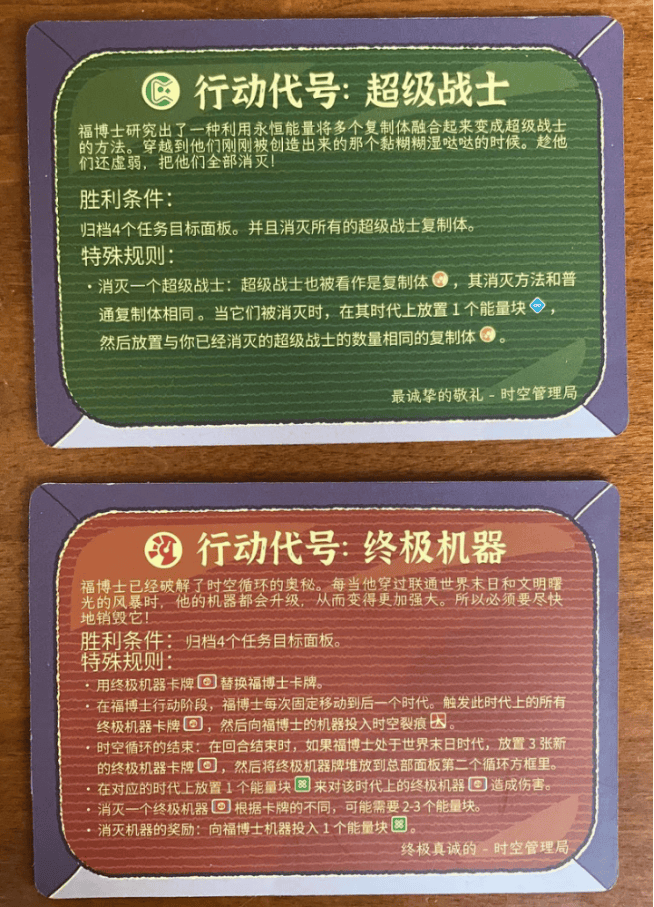 行动代号：超级战士
福博士研究出了一种利用永恒能量将多个复制体融合起来变成超级战士
的方法。穿越到他们刚刚被创造出来的那个黏糊糊湿哒哒的时候。趁他
们还虚弱，把他们全部消灭！
胜利条件：
归档4个任务目标面板。并且消灭所有的超级战士复制体。
特殊规则：
・消灭一个超级战士：超级战士也被看作是复制体，其消灭方法和普
通复制体相同。当它们被消灭时，在其时代上放置1个能量块，
然后放置与你已经消灭的超级战士的数量相同的复制体。
最诚挚的敬礼 - 时空管理局
行动代号：终极机器
福博士已经破解了时空循环的奥秘。每当他穿过联通世界末日和文明曙
光的风暴时，他的机器都会升级，从而变得更加强大。所以必须要尽快
地销毁它！
胜利条件：归档4个任务目标面板。
特殊规则：
・用终极机器卡牌替换福博士卡牌。
・在福博士行动阶段，福博士每次固定移动到后一个时代。触发此时代上的所有
终极机器卡牌，然后向福博士的机器投入时空裂痕。
・时空循环的结束：在回合结束时，如果福博士处于世界末日时代，放置3张新
的终极机器卡牌，然后将终极机器牌堆放到总部面板第二个循环方框里。
・在对应的时代上放置1个能量块来对该时代上的终极机器造成伤害。
・消灭一个终极机器根据卡牌的不同，可能需要2-3个能量块。
・消灭机器的奖励：向福博士机器投入1个能量块。
终极真诚的 - 时空管理局